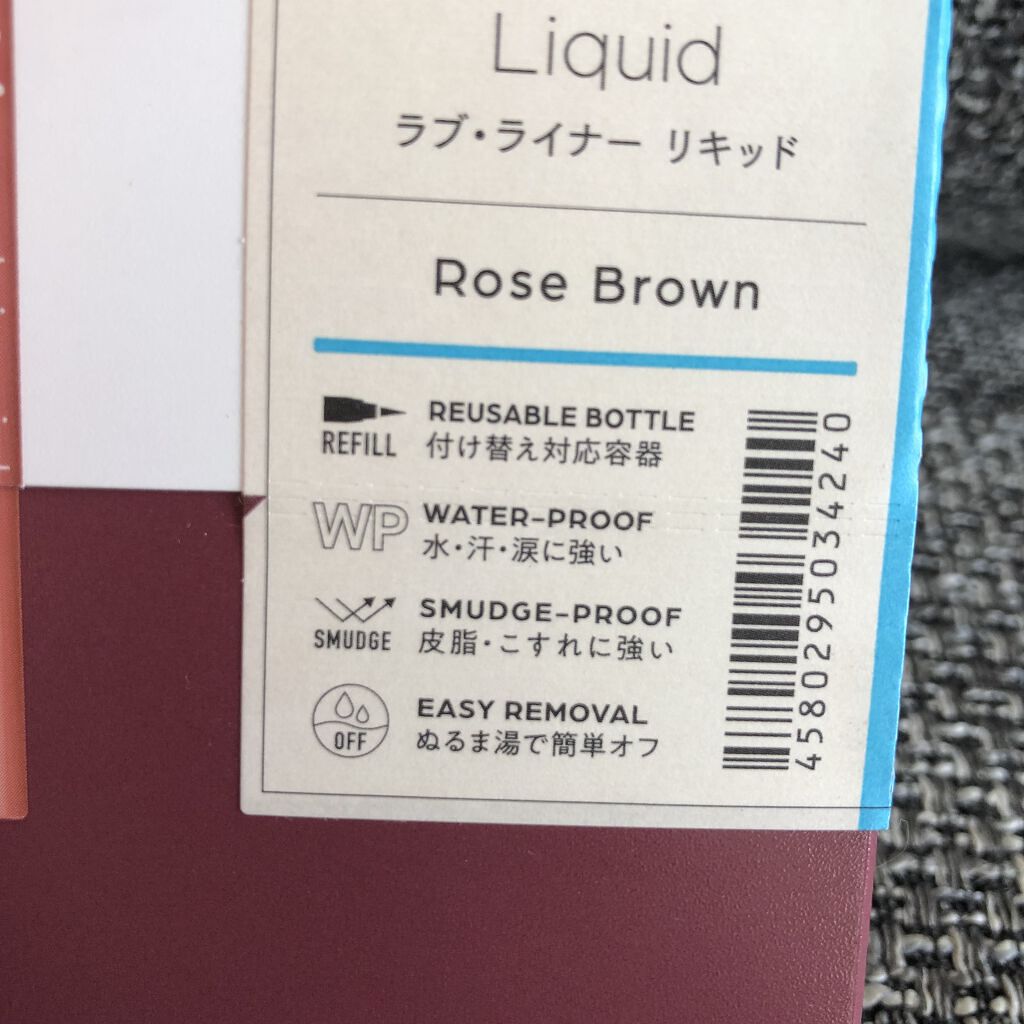 Liquid
ラブ・ライナー リキッド
Rose Brown
REFILL
REUSABLE BOTTLE
付け替え対応容器
WP
WATER-PROOF
水・汗・涙に強い
SMUDGE
SMUDGE-PROOF
皮脂・こすれに強い
OFF
EASY REMOVAL
ぬるま湯で簡単オフ
4580295034240